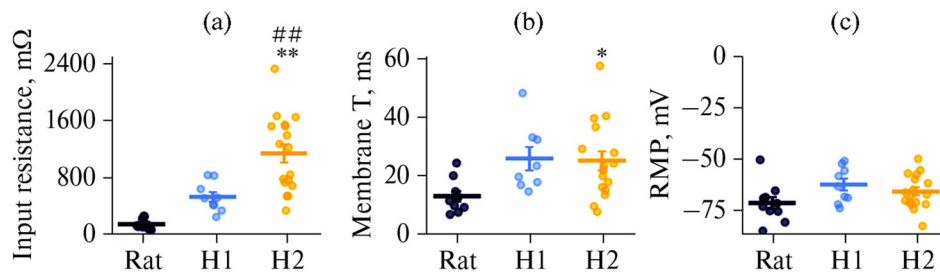 (a)
Input resistance, mΩ
2400
1600
800
0
##
**
Rat H1 H2
(b)
Membrane T, ms
60
40
20
0
*
Rat H1 H2
(c)
RMP, mV
0
−25
−50
−75
Rat H1 H2